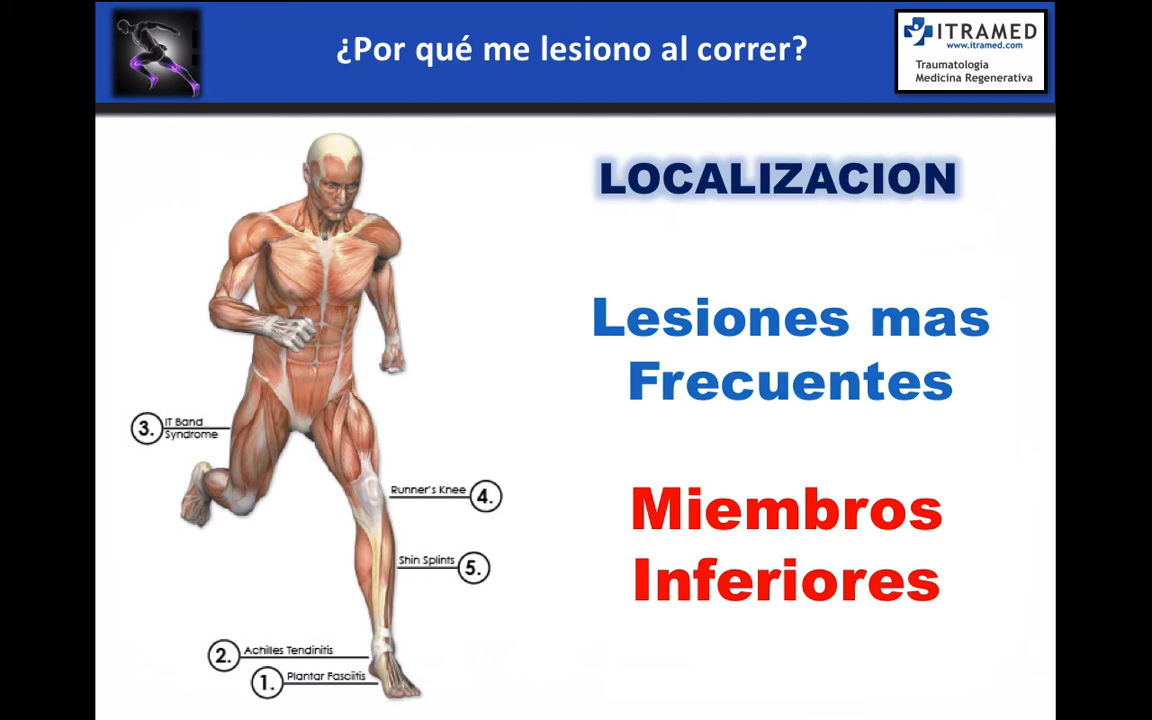 ¿Por qué me lesiono al correr?
ITRAMED
www.itramed.com
Traumatología
Medicina Regenerativa
LOCALIZACION
Lesiones mas
Frecuentes
Miembros
Inferiores
3. IT Band
Syndrome
Runner's Knee 4.
Shin Splints 5.
2. Achilles Tendinitis
1. Plantar Fasciitis